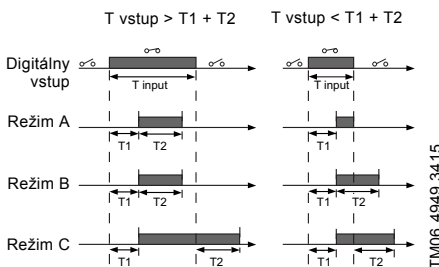 T vstup > T1 + T2
T vstup < T1 + T2
Digitálny
vstup
T input
T input
Režim A
T1
T2
T1
Režim B
T1
T2
T1
T2
Režim C
T1
T2
T1
T2
TM06 4949 3415